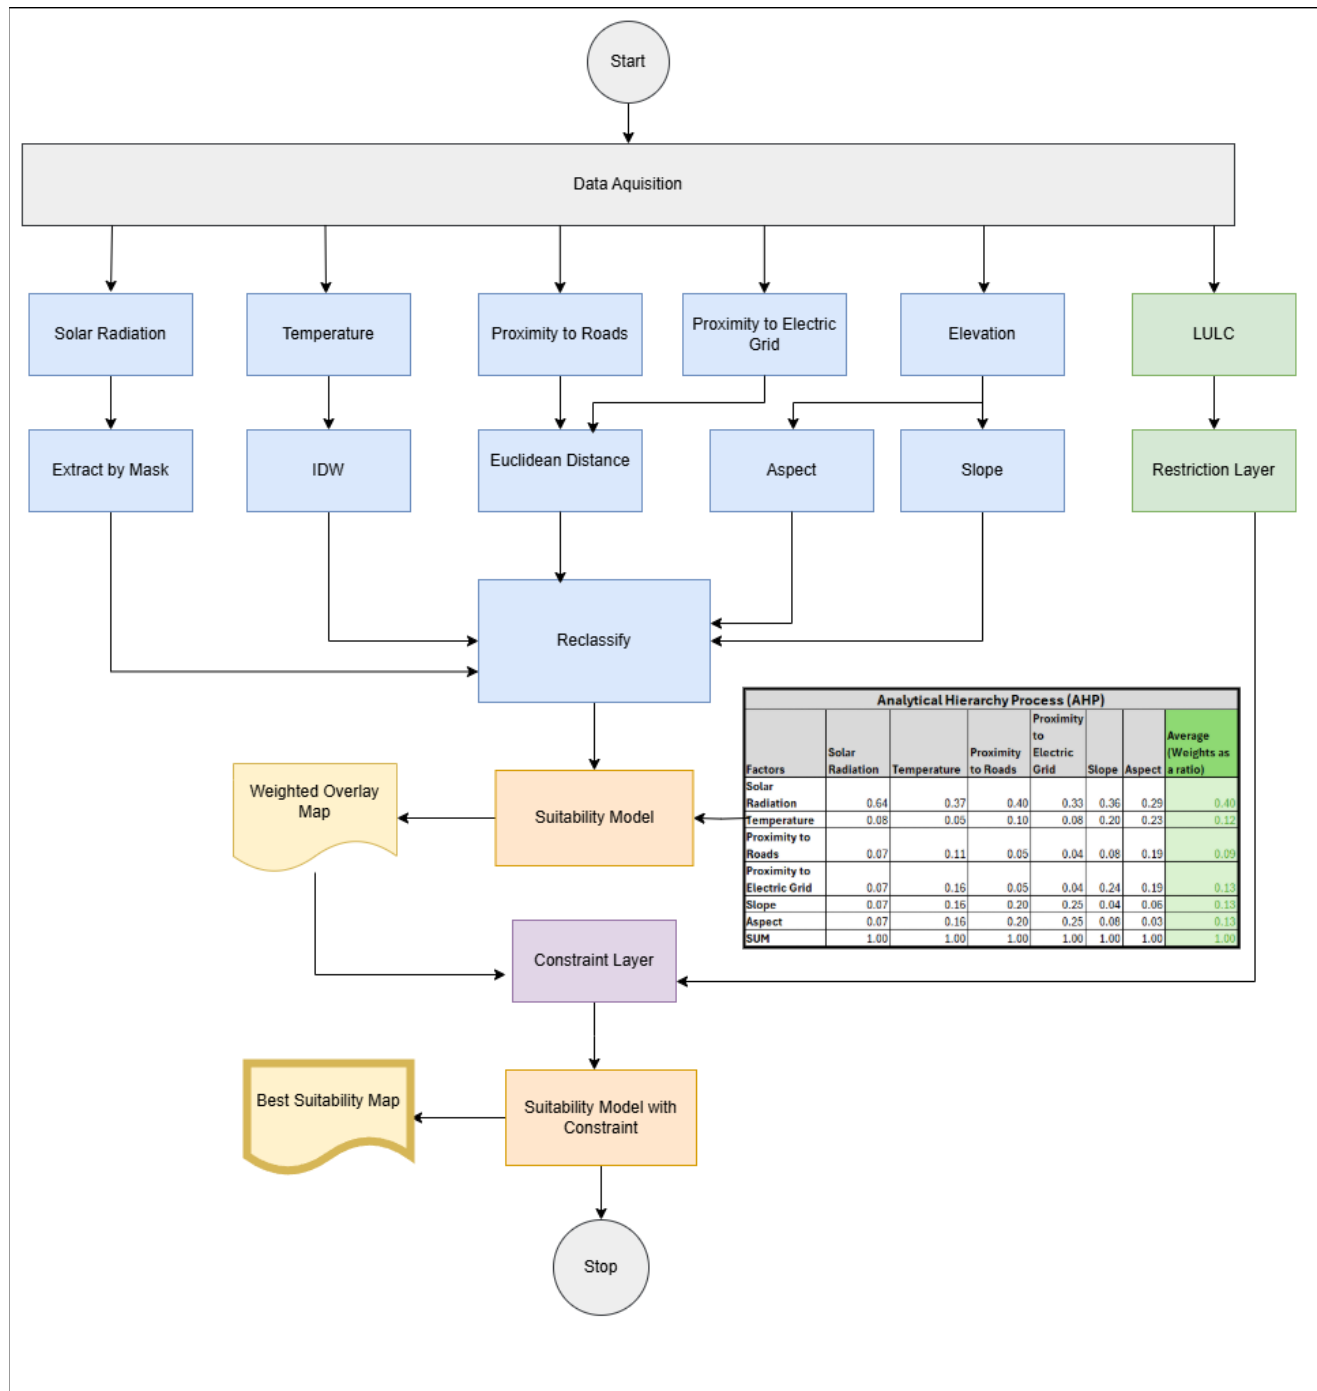 Start
Data Aquisition
Solar Radiation
Temperature
Proximity to Roads
Proximity to Electric
Grid
Elevation
LULC
Extract by Mask
IDW
Euclidean Distance
Aspect
Slope
Restriction Layer
Reclassify
Analytical Hierarchy Process (AHP)
Factors
Solar
Radiation
Temperature
Proximity
to Roads
Proximity
to
Electric
Grid
Slope
Aspect
Average
(Weights as
a ratio)
Solar
Radiation 0.64 0.37 0.40 0.33 0.36 0.29 0.40
Temperature 0.08 0.05 0.10 0.08 0.20 0.23 0.12
Proximity to
Roads 0.07 0.11 0.05 0.04 0.08 0.19 0.09
Proximity to
Electric Grid 0.07 0.16 0.05 0.04 0.24 0.19 0.13
Slope 0.07 0.16 0.20 0.25 0.04 0.06 0.13
Aspect 0.07 0.16 0.20 0.25 0.08 0.03 0.13
SUM 1.00 1.00 1.00 1.00 1.00 1.00 1.00
Weighted Overlay
Map
Suitability Model
Constraint Layer
Best Suitability Map
Suitability Model with
Constraint
Stop